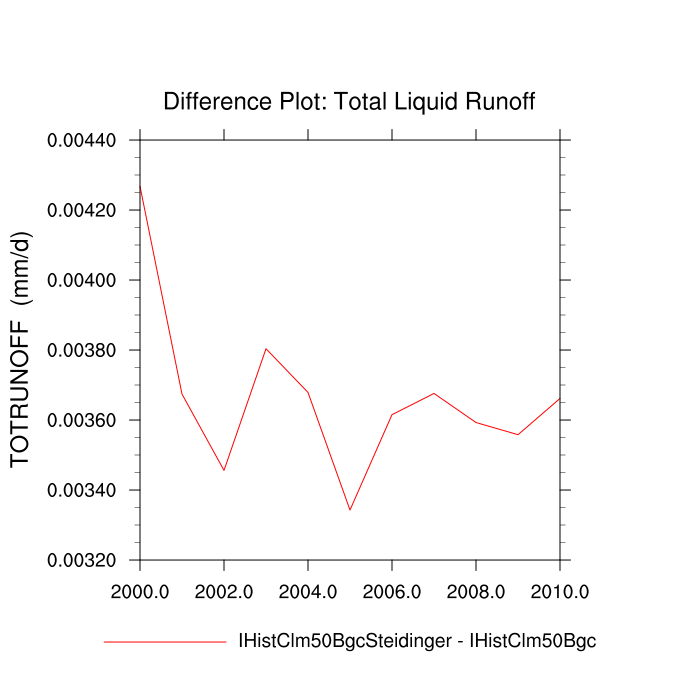 Difference Plot: Total Liquid Runoff
TOTRUNOFF (mm/d)
0.00440
0.00420
0.00400
0.00380
0.00360
0.00340
0.00320
2000.0 2002.0 2004.0 2006.0 2008.0 2010.0
IHistClm50BgcSteidinger - IHistClm50Bgc